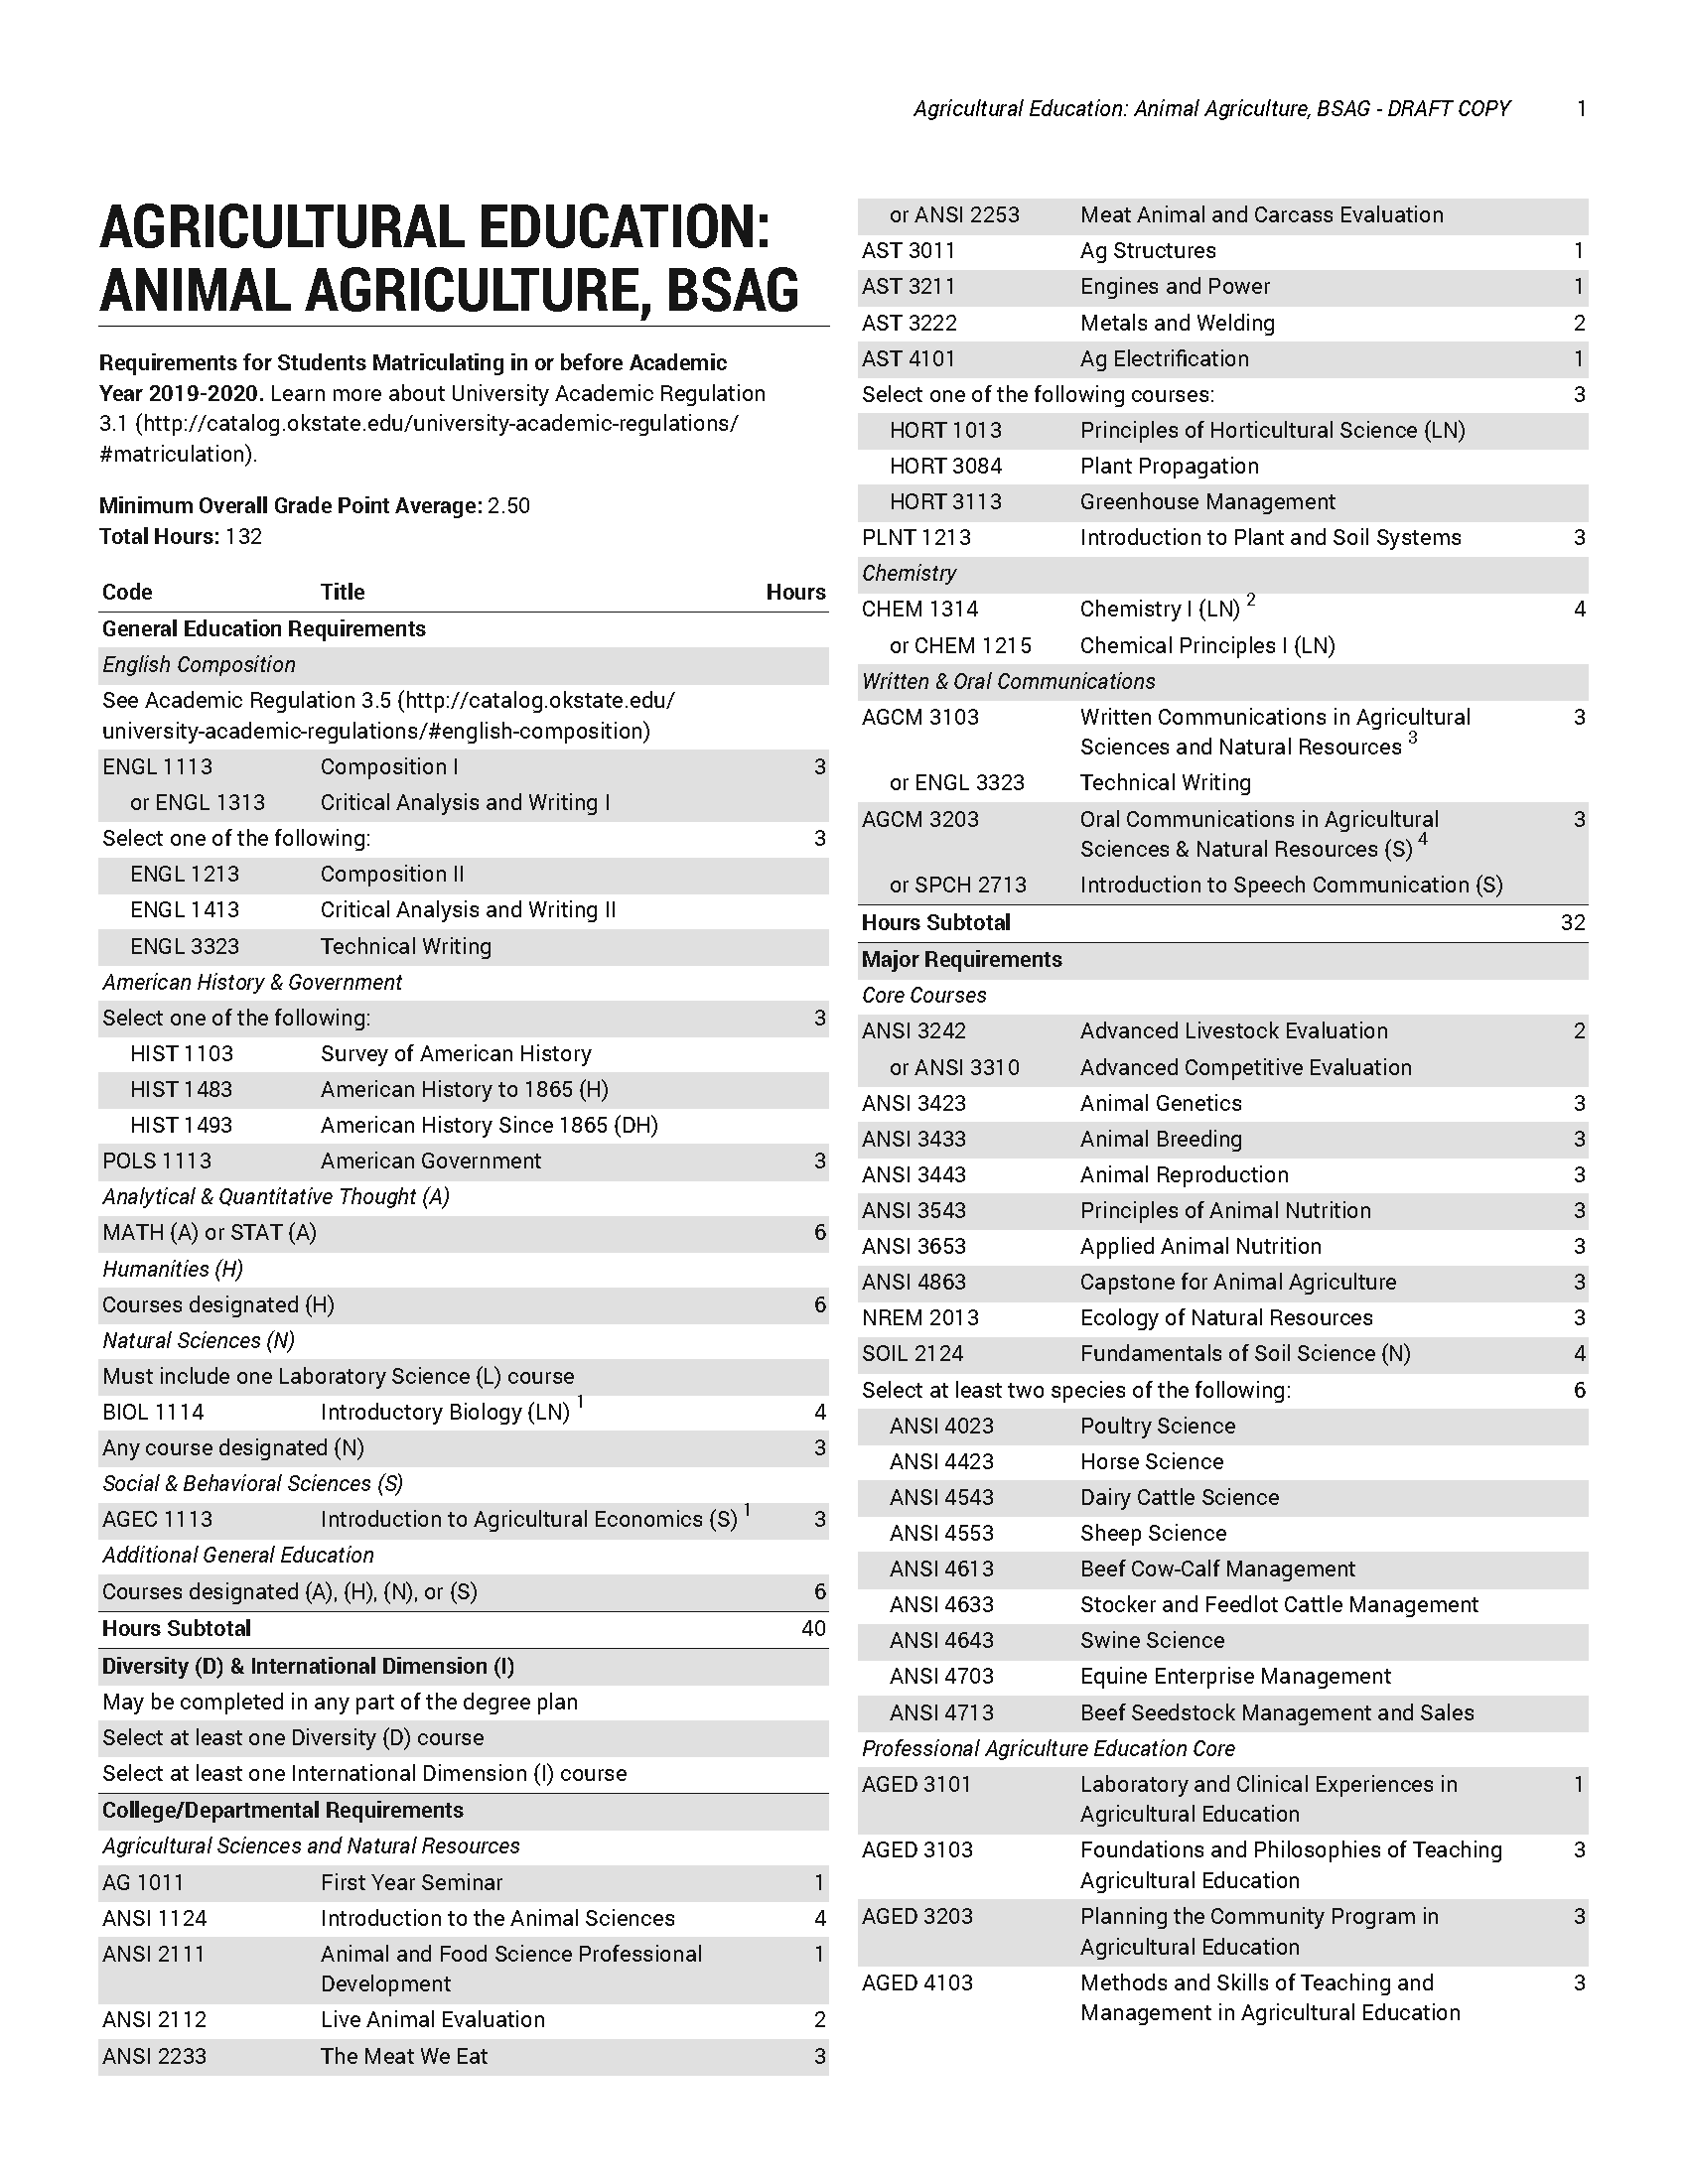 Agricultural Education: Animal Agriculture, BSAG - DRAFT COPY 1
AGRICULTURAL EDUCATION:
ANIMAL AGRICULTURE, BSAG
Requirements for Students Matriculating in or before Academic
Year 2019-2020. Learn more about University Academic Regulation
3.1 (http://catalog.okstate.edu/university-academic-regulations/
#matriculation).
Minimum Overall Grade Point Average: 2.50
Total Hours: 132
Code Title Hours
General Education Requirements
English Composition
See Academic Regulation 3.5 (http://catalog.okstate.edu/
university-academic-regulations/#english-composition)
ENGL 1113 Composition I 3
or ENGL 1313 Critical Analysis and Writing I
Select one of the following: 3
ENGL 1213 Composition II
ENGL 1413 Critical Analysis and Writing II
ENGL 3323 Technical Writing
American History & Government
Select one of the following: 3
HIST 1103 Survey of American History
HIST 1483 American History to 1865 (H)
HIST 1493 American History Since 1865 (DH)
POLS 1113 American Government 3
Analytical & Quantitative Thought (A)
MATH (A) or STAT (A) 6
Humanities (H)
Courses designated (H) 6
Natural Sciences (N)
Must include one Laboratory Science (L) course
BIOL 1114 Introductory Biology (LN) 1 4
Any course designated (N) 3
Social & Behavioral Sciences (S)
AGEC 1113 Introduction to Agricultural Economics (S) 1 3
Additional General Education
Courses designated (A), (H), (N), or (S) 6
Hours Subtotal 40
Diversity (D) & International Dimension (I)
May be completed in any part of the degree plan
Select at least one Diversity (D) course
Select at least one International Dimension (I) course
College/Departmental Requirements
Agricultural Sciences and Natural Resources
AG 1011 First Year Seminar 1
ANSI 1124 Introduction to the Animal Sciences 4
ANSI 2111 Animal and Food Science Professional 1
Development
ANSI 2112 Live Animal Evaluation 2
ANSI 2233 The Meat We Eat 3
or ANSI 2253 Meat Animal and Carcass Evaluation
AST 3011 Ag Structures 1
AST 3211 Engines and Power 1
AST 3222 Metals and Welding 2
AST 4101 Ag Electrification 1
Select one of the following courses: 3
HORT 1013 Principles of Horticultural Science (LN)
HORT 3084 Plant Propagation
HORT 3113 Greenhouse Management
PLNT 1213 Introduction to Plant and Soil Systems 3
Chemistry
CHEM 1314 Chemistry I (LN) 2 4
or CHEM 1215 Chemical Principles I (LN)
Written & Oral Communications
AGCM 3103 Written Communications in Agricultural 3
Sciences and Natural Resources 3
or ENGL 3323 Technical Writing
AGCM 3203 Oral Communications in Agricultural 3
Sciences & Natural Resources (S) 4
or SPCH 2713 Introduction to Speech Communication (S)
Hours Subtotal 32
Major Requirements
Core Courses
ANSI 3242 Advanced Livestock Evaluation 2
or ANSI 3310 Advanced Competitive Evaluation
ANSI 3423 Animal Genetics 3
ANSI 3433 Animal Breeding 3
ANSI 3443 Animal Reproduction 3
ANSI 3543 Principles of Animal Nutrition 3
ANSI 3653 Applied Animal Nutrition 3
ANSI 4863 Capstone for Animal Agriculture 3
NREM 2013 Ecology of Natural Resources 3
SOIL 2124 Fundamentals of Soil Science (N) 4
Select at least two species of the following: 6
ANSI 4023 Poultry Science
ANSI 4423 Horse Science
ANSI 4543 Dairy Cattle Science
ANSI 4553 Sheep Science
ANSI 4613 Beef Cow-Calf Management
ANSI 4633 Stocker and Feedlot Cattle Management
ANSI 4643 Swine Science
ANSI 4703 Equine Enterprise Management
ANSI 4713 Beef Seedstock Management and Sales
Professional Agriculture Education Core
AGED 3101 Laboratory and Clinical Experiences in 1
Agricultural Education
AGED 3103 Foundations and Philosophies of Teaching 3
Agricultural Education
AGED 3203 Planning the Community Program in 3
Agricultural Education
AGED 4103 Methods and Skills of Teaching and 3
Management in Agricultural Education